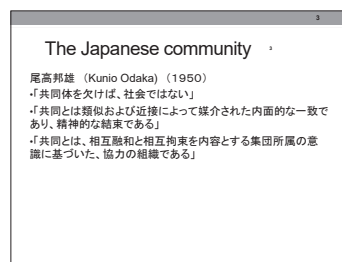 3
The Japanese community 3
尾高邦雄 (Kunio Odaka) (1950)
•「共同体を欠けば、社会ではない」
•「共同とは類似および近接によって媒介された内面的な一致で
あり、精神的な結束である」
•「共同とは、相互融和と相互拘束を内容とする集団所属の意
識に基づいた、協力の組織である」